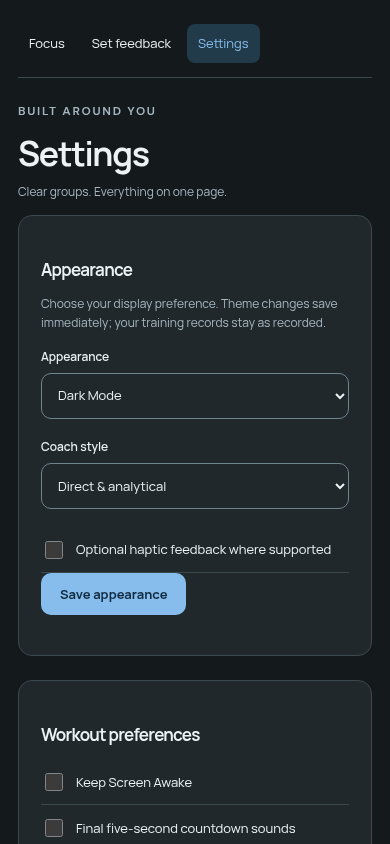 Focus
Set feedback
Settings
BUILT AROUND YOU
Settings
Clear groups. Everything on one page.
Appearance
Choose your display preference. Theme changes save
immediately; your training records stay as recorded.
Appearance
Dark Mode
Coach style
Direct & analytical
Optional haptic feedback where supported
Save appearance
Workout preferences
Keep Screen Awake
Final five-second countdown sounds